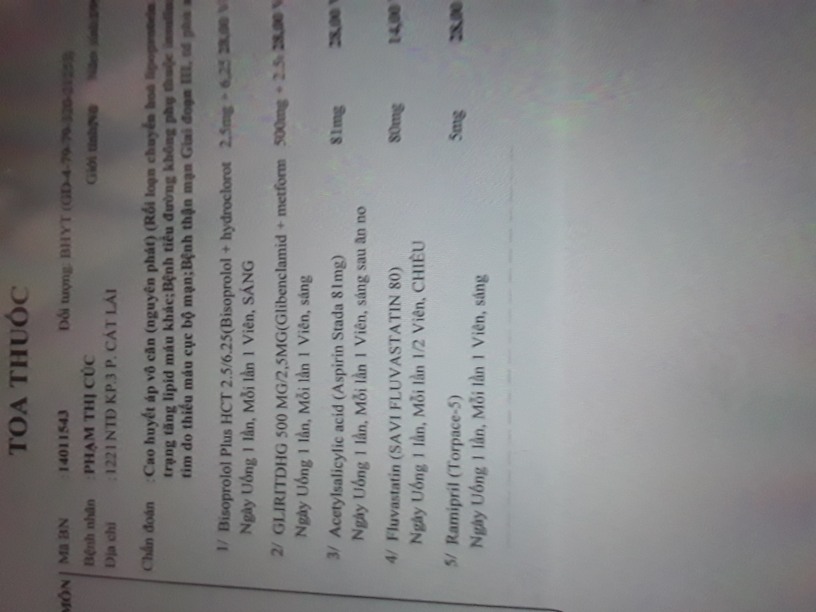 TOA THUỐC
MÔN Mã BN : 14011543 Đối tượng: BHYT (GD-4-79-79-520-21253)
Bệnh nhân : PHẠM THỊ CÚC Giới tính:Nữ Năm sinh
Địa chỉ : 1221 NTĐ KP.3 P. CÁT LÁI
Chẩn đoán : Cao huyết áp vô căn (nguyên phát) (Rối loạn chuyển hoá lipoprotein
trạng tăng lipid máu khác;Bệnh tiểu đường không phụ thuộc insulin
tim do thiếu máu cục bộ mạn;Bệnh thận mạn Giai đoạn III,
1/ Bisoprolol Plus HCT 2.5/6.25(Bisoprolol + hydroclorot 2,5mg + 6,25 28,00 V
Ngày Uống 1 lần, Mỗi lần 1 Viên, SÁNG
2/ GLIRITDHG 500 MG/2,5MG(Glibenclamid + metform 500mg + 2.5 28,00 V
Ngày Uống 1 lần, Mỗi lần 1 Viên, sáng
3/ Acetylsalicylic acid (Aspirin Stada 81mg) 81mg 28,00 V
Ngày Uống 1 lần, Mỗi lần 1 Viên, sáng sau ăn no
4/ Fluvastatin (SAVI FLUVASTATIN 80) 80mg 14,00
Ngày Uống 1 lần, Mỗi lần 1/2 Viên, CHIỀU
5/ Ramipril (Torpace-5) 5mg 28,00
Ngày Uống 1 lần, Mỗi lần 1 Viên, sáng